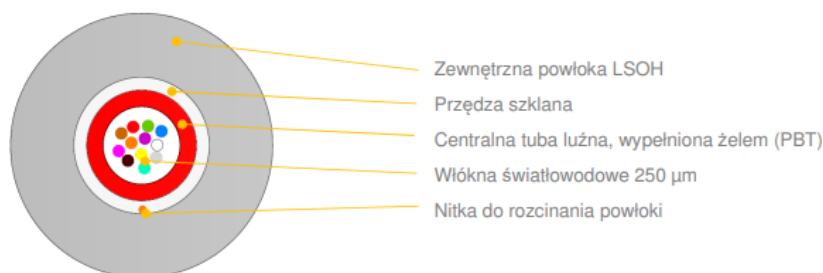 Zewnętrzna powłoka LSOH
Przędza szklana
Centralna tuba luźna, wypełniona żelem (PBT)
Włókna światłowodowe 250 µm
Nitka do rozcinania powłoki